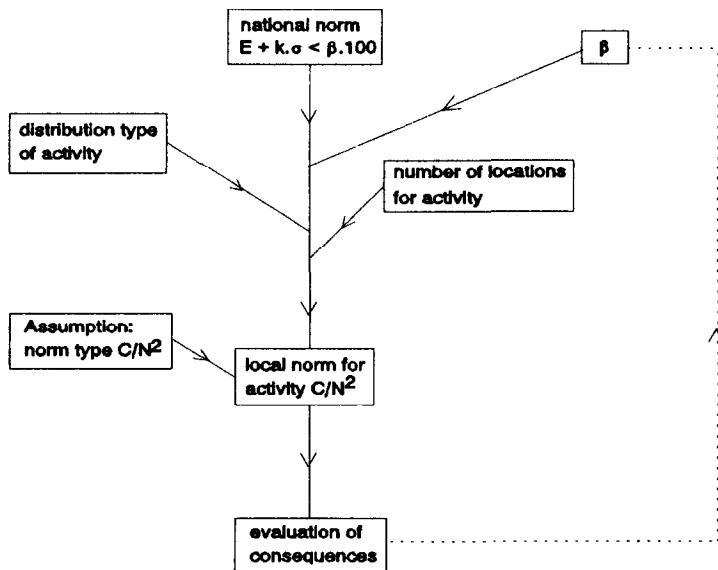 national norm
E + k.σ < β.100
β
distribution type
of activity
number of locations
for activity
Assumption:
norm type C/N²
local norm for
activity C/N²
evaluation of
consequences